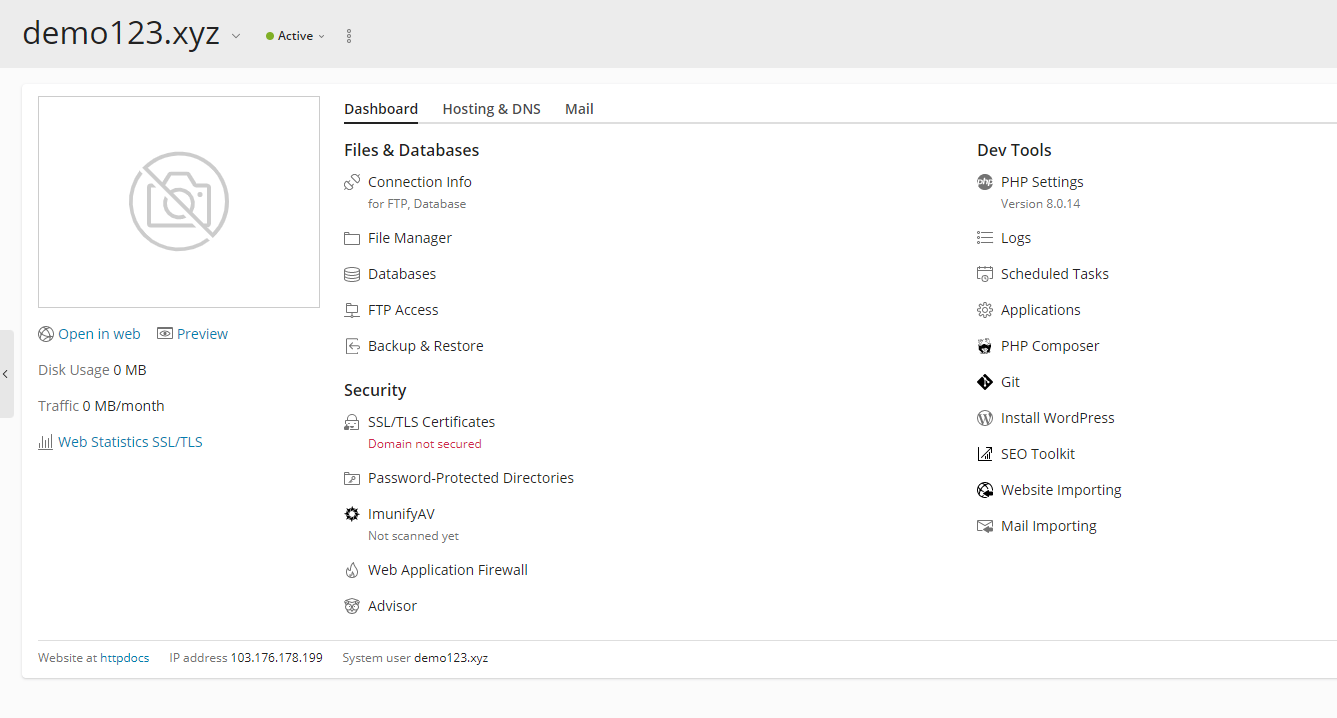 demo123.xyz
Active
Dashboard Hosting & DNS Mail
Files & Databases
Connection Info
for FTP, Database
File Manager
Databases
FTP Access
Backup & Restore
Security
SSL/TLS Certificates
Domain not secured
Password-Protected Directories
ImunifyAV
Not scanned yet
Web Application Firewall
Advisor
Dev Tools
php
PHP Settings
Version 8.0.14
Logs
Scheduled Tasks
Applications
PHP Composer
Git
Install WordPress
SEO Toolkit
Website Importing
Mail Importing
Open in web Preview
Disk Usage 0 MB
Traffic 0 MB/month
Web Statistics SSL/TLS
Website at httpdocs IP address 103.176.178.199 System user demo123.xyz